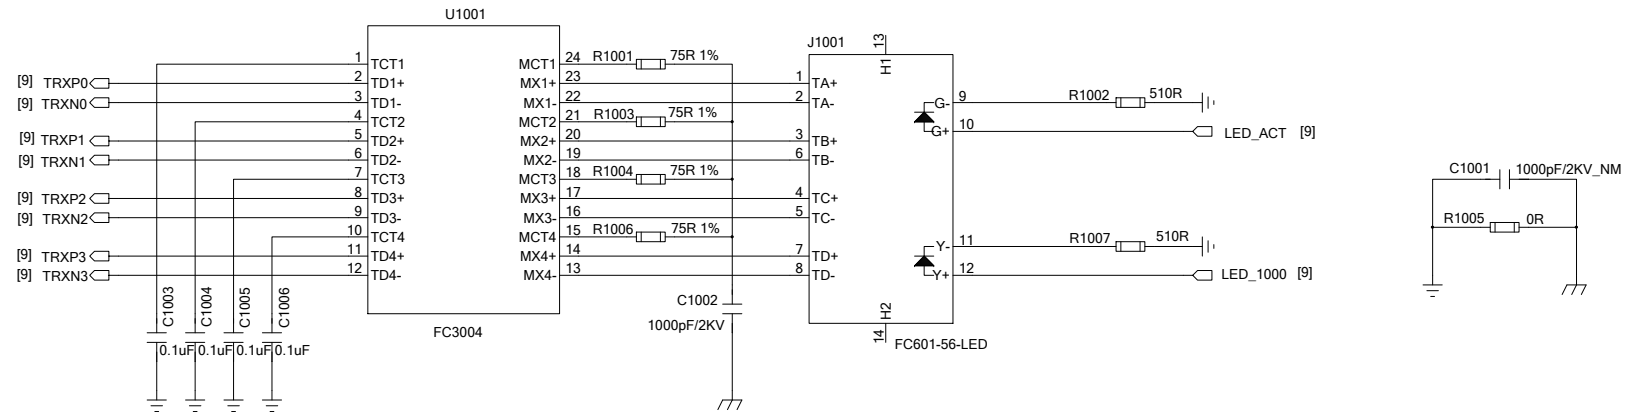 U1001
J1001
13
H1
1 TCT1 MCT1 24 R1001 75R 1%
[9] TRXP0 2 TD1+ MX1+ 23 1 TA+
[9] TRXN0 3 TD1- MX1- 22 2 TA- G- 9 R1002 510R
4 TCT2 MCT2 21 R1003 75R 1%
G+ 10 LED_ACT [9]
[9] TRXP1 5 TD2+ MX2+ 20 3 TB+
[9] TRXN1 6 TD2- MX2- 19 6 TB-
7 TCT3 MCT3 18 R1004 75R 1%
C1001 1000pF/2KV_NM
[9] TRXP2 8 TD3+ MX3+ 17 4 TC+
[9] TRXN2 9 TD3- MX3- 16 5 TC-
R1005 0R
10 TCT4 MCT4 15 R1006 75R 1%
Y- 11 R1007 510R
[9] TRXP3 11 TD4+ MX4+ 14 7 TD+
[9] TRXN3 12 TD4- MX4- 13 8 TD- Y+ 12 LED_1000 [9]
C1003 C1004 C1005 C1006
C1002
1000pF/2KV
H2
14
FC3004
FC601-56-LED
0.1uF 0.1uF 0.1uF 0.1uF